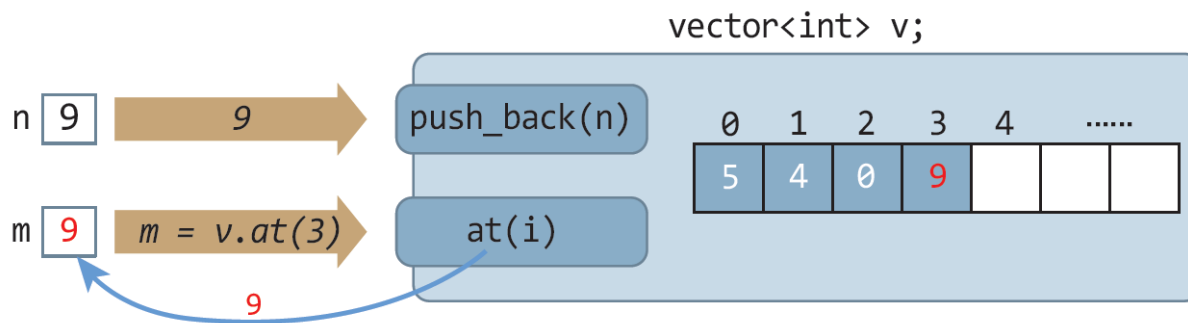 vector<int> v;
n 9 9 push_back(n)
0 1 2 3 4 ……
5 4 0 9
m 9 m = v.at(3) at(i)
9